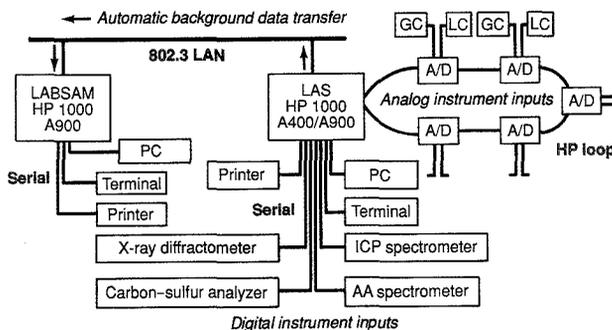 Automatic background data transfer
802.3 LAN
GC
LC
GC
LC
A/D
A/D
Analog instrument inputs
A/D
A/D
A/D
HP loop
LABSAM
HP 1000
A900
LAS
HP 1000
A400/A900
PC
Serial
Terminal
Printer
Printer
PC
Serial
Terminal
X-ray diffractometer
ICP spectrometer
Carbon–sulfur analyzer
AA spectrometer
Digital instrument inputs